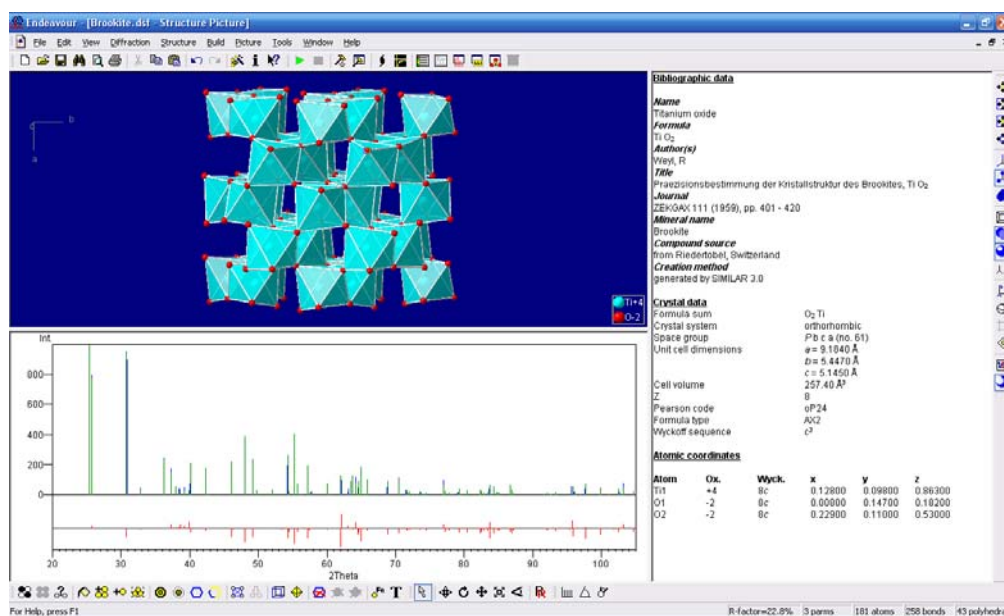 Endeavour - [Brookite.dsf - Structure Picture]
File Edit View Diffraction Structure Build Picture Tools Window Help
c b
a
Ti+4
O-2
Int
800
600
400
200
0
20 30 40 50 60 70 80 90 100
2Theta
Bibliographic data
Name
Titanium oxide
Formula
Ti O2
Author(s)
Weyl, R
Title
Praezisionsbestimmung der Kristallstruktur des Brookites, Ti O2
Journal
ZEKGAX 111 (1959), pp. 401 - 420
Mineral name
Brookite
Compound source
from Riedertobel, Switzerland
Creation method
generated by SIMILAR 3.0
Crystal data
Formula sum O2 Ti
Crystal system orthorhombic
Space group P b c a (no. 61)
Unit cell dimensions a = 9.1840 Å
b = 5.4470 Å
c = 5.1450 Å
Cell volume 257.40 Å3
Z 8
Pearson code oP24
Formula type AX2
Wyckoff sequence c3
Atomic coordinates
Atom Ox. Wyck. x y z
Ti1 +4 8c 0.12800 0.09800 0.86300
O1 -2 8c 0.14700 0.18200
O2 -2 8c 0.22900 0.11000 0.53000
For Help, press F1
R-factor=22.8% 3 parms 181 atoms 258 bonds 43 polyhedra